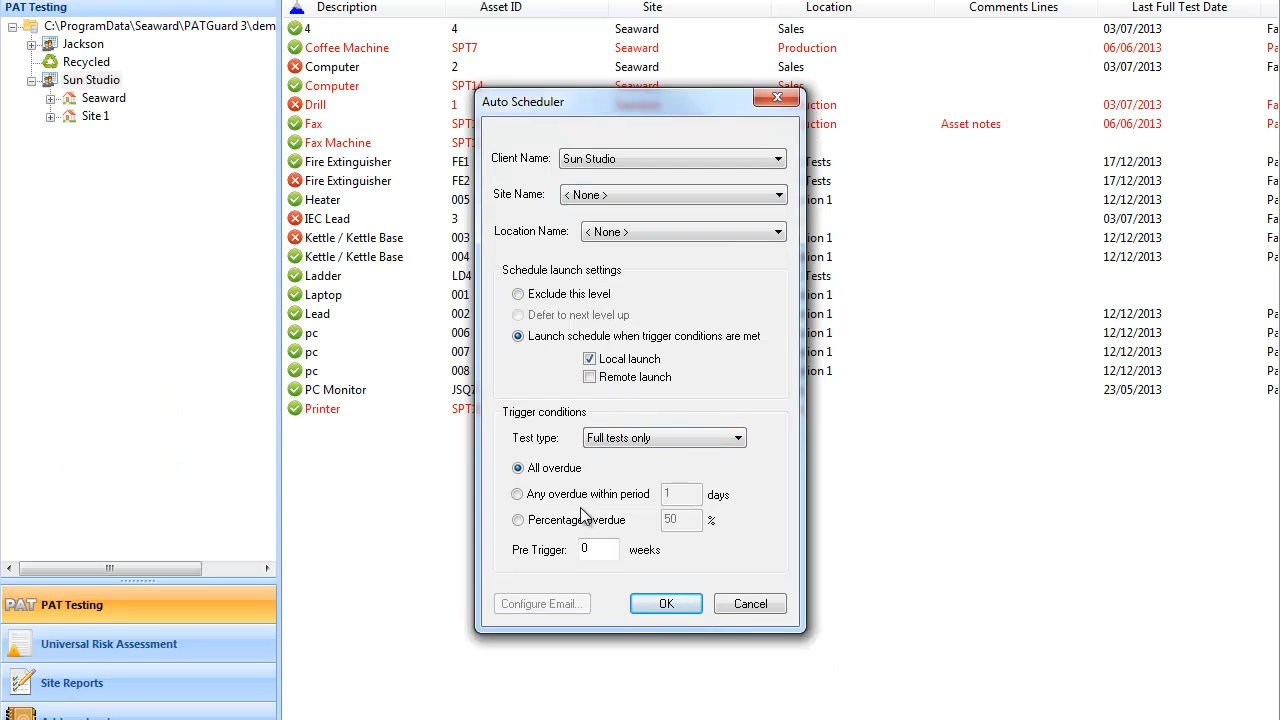 PAT Testing
C:\ProgramData\Seaward\PATGuard 3\dem
Jackson
Recycled
Sun Studio
Seaward
Site 1
PAT PAT Testing
Universal Risk Assessment
Site Reports
Description Asset ID Site Location Comments Lines Last Full Test Date
4 4 Seaward Sales 03/07/2013 Fa
Coffee Machine SPT7 Seaward Production 06/06/2013
Computer 2 Seaward Sales 03/07/2013 Fa
Computer SPT14 Seaward Sales
Drill 1 Seaward ction 03/07/2013 Fa
Fax SPT ction Asset notes 06/06/2013 Pa
Fax Machine SPT
Fire Extinguisher FE1 Tests 17/12/2013 Pa
Fire Extinguisher FE2 Tests 17/12/2013 Fa
Heater 005 ion 1 12/12/2013 Pa
IEC Lead 3 03/07/2013 Fa
Kettle / Kettle Base 003 ion 1 12/12/2013 Fa
Kettle / Kettle Base 004 ion 1 12/12/2013 Pa
Ladder LD4 Tests
Laptop 001 ion 1
Lead 002 ion 1 12/12/2013 Pa
pc 006 ion 1 12/12/2013 Pa
pc 007 ion 1 12/12/2013 Pa
pc 008 ion 1 12/12/2013 Pa
PC Monitor JSQ7 23/05/2013 Pa
Printer SPT
Auto Scheduler
Client Name: Sun Studio
Site Name: < None >
Location Name: < None >
Schedule launch settings
Exclude this level
Defer to next level up
Launch schedule when trigger conditions are met
Local launch
Remote launch
Trigger conditions
Test type: Full tests only
All overdue
Any overdue within period 1 days
Percentage overdue 50 %
Pre Trigger: 0 weeks
Configure Email... OK Cancel